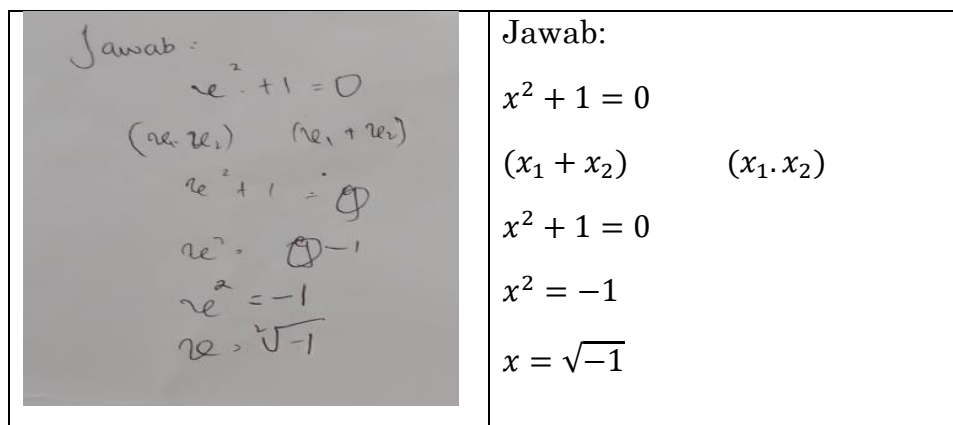 Jawab:
x² + 1 = 0
(x₁. x₂) (x₁ + x₂)
x² + 1 = 0
x² = 0 - 1
x² = -1
x = ²√-1
Jawab:
x² + 1 = 0
(x₁ + x₂) (x₁. x₂)
x² + 1 = 0
x² = -1
x = √-1